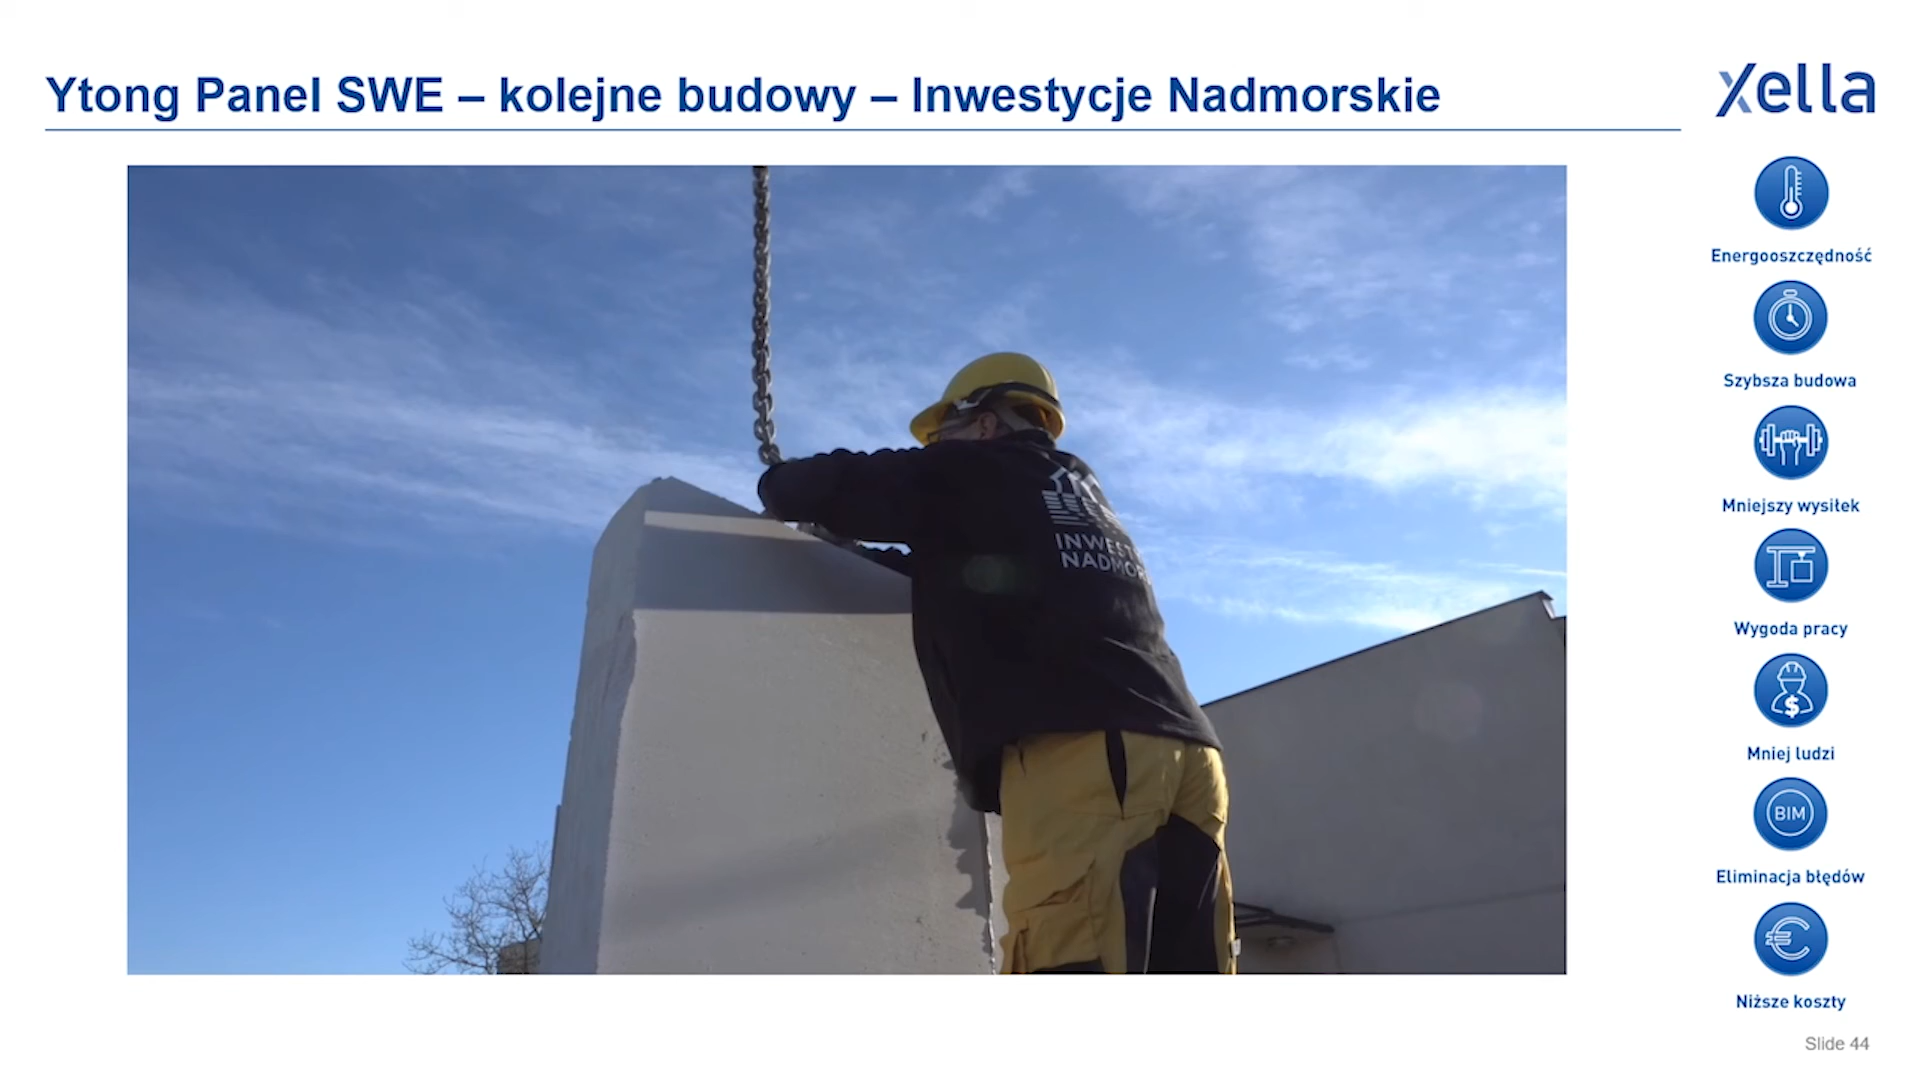 Ytong Panel SWE – kolejne budowy – Inwestycje Nadmorskie
xella
Energooszczędność
Szybsza budowa
Mniejszy wysiłek
Wygoda pracy
$
Mniej ludzi
BIM
Eliminacja błędów
€
Niższe koszty
Slide 44